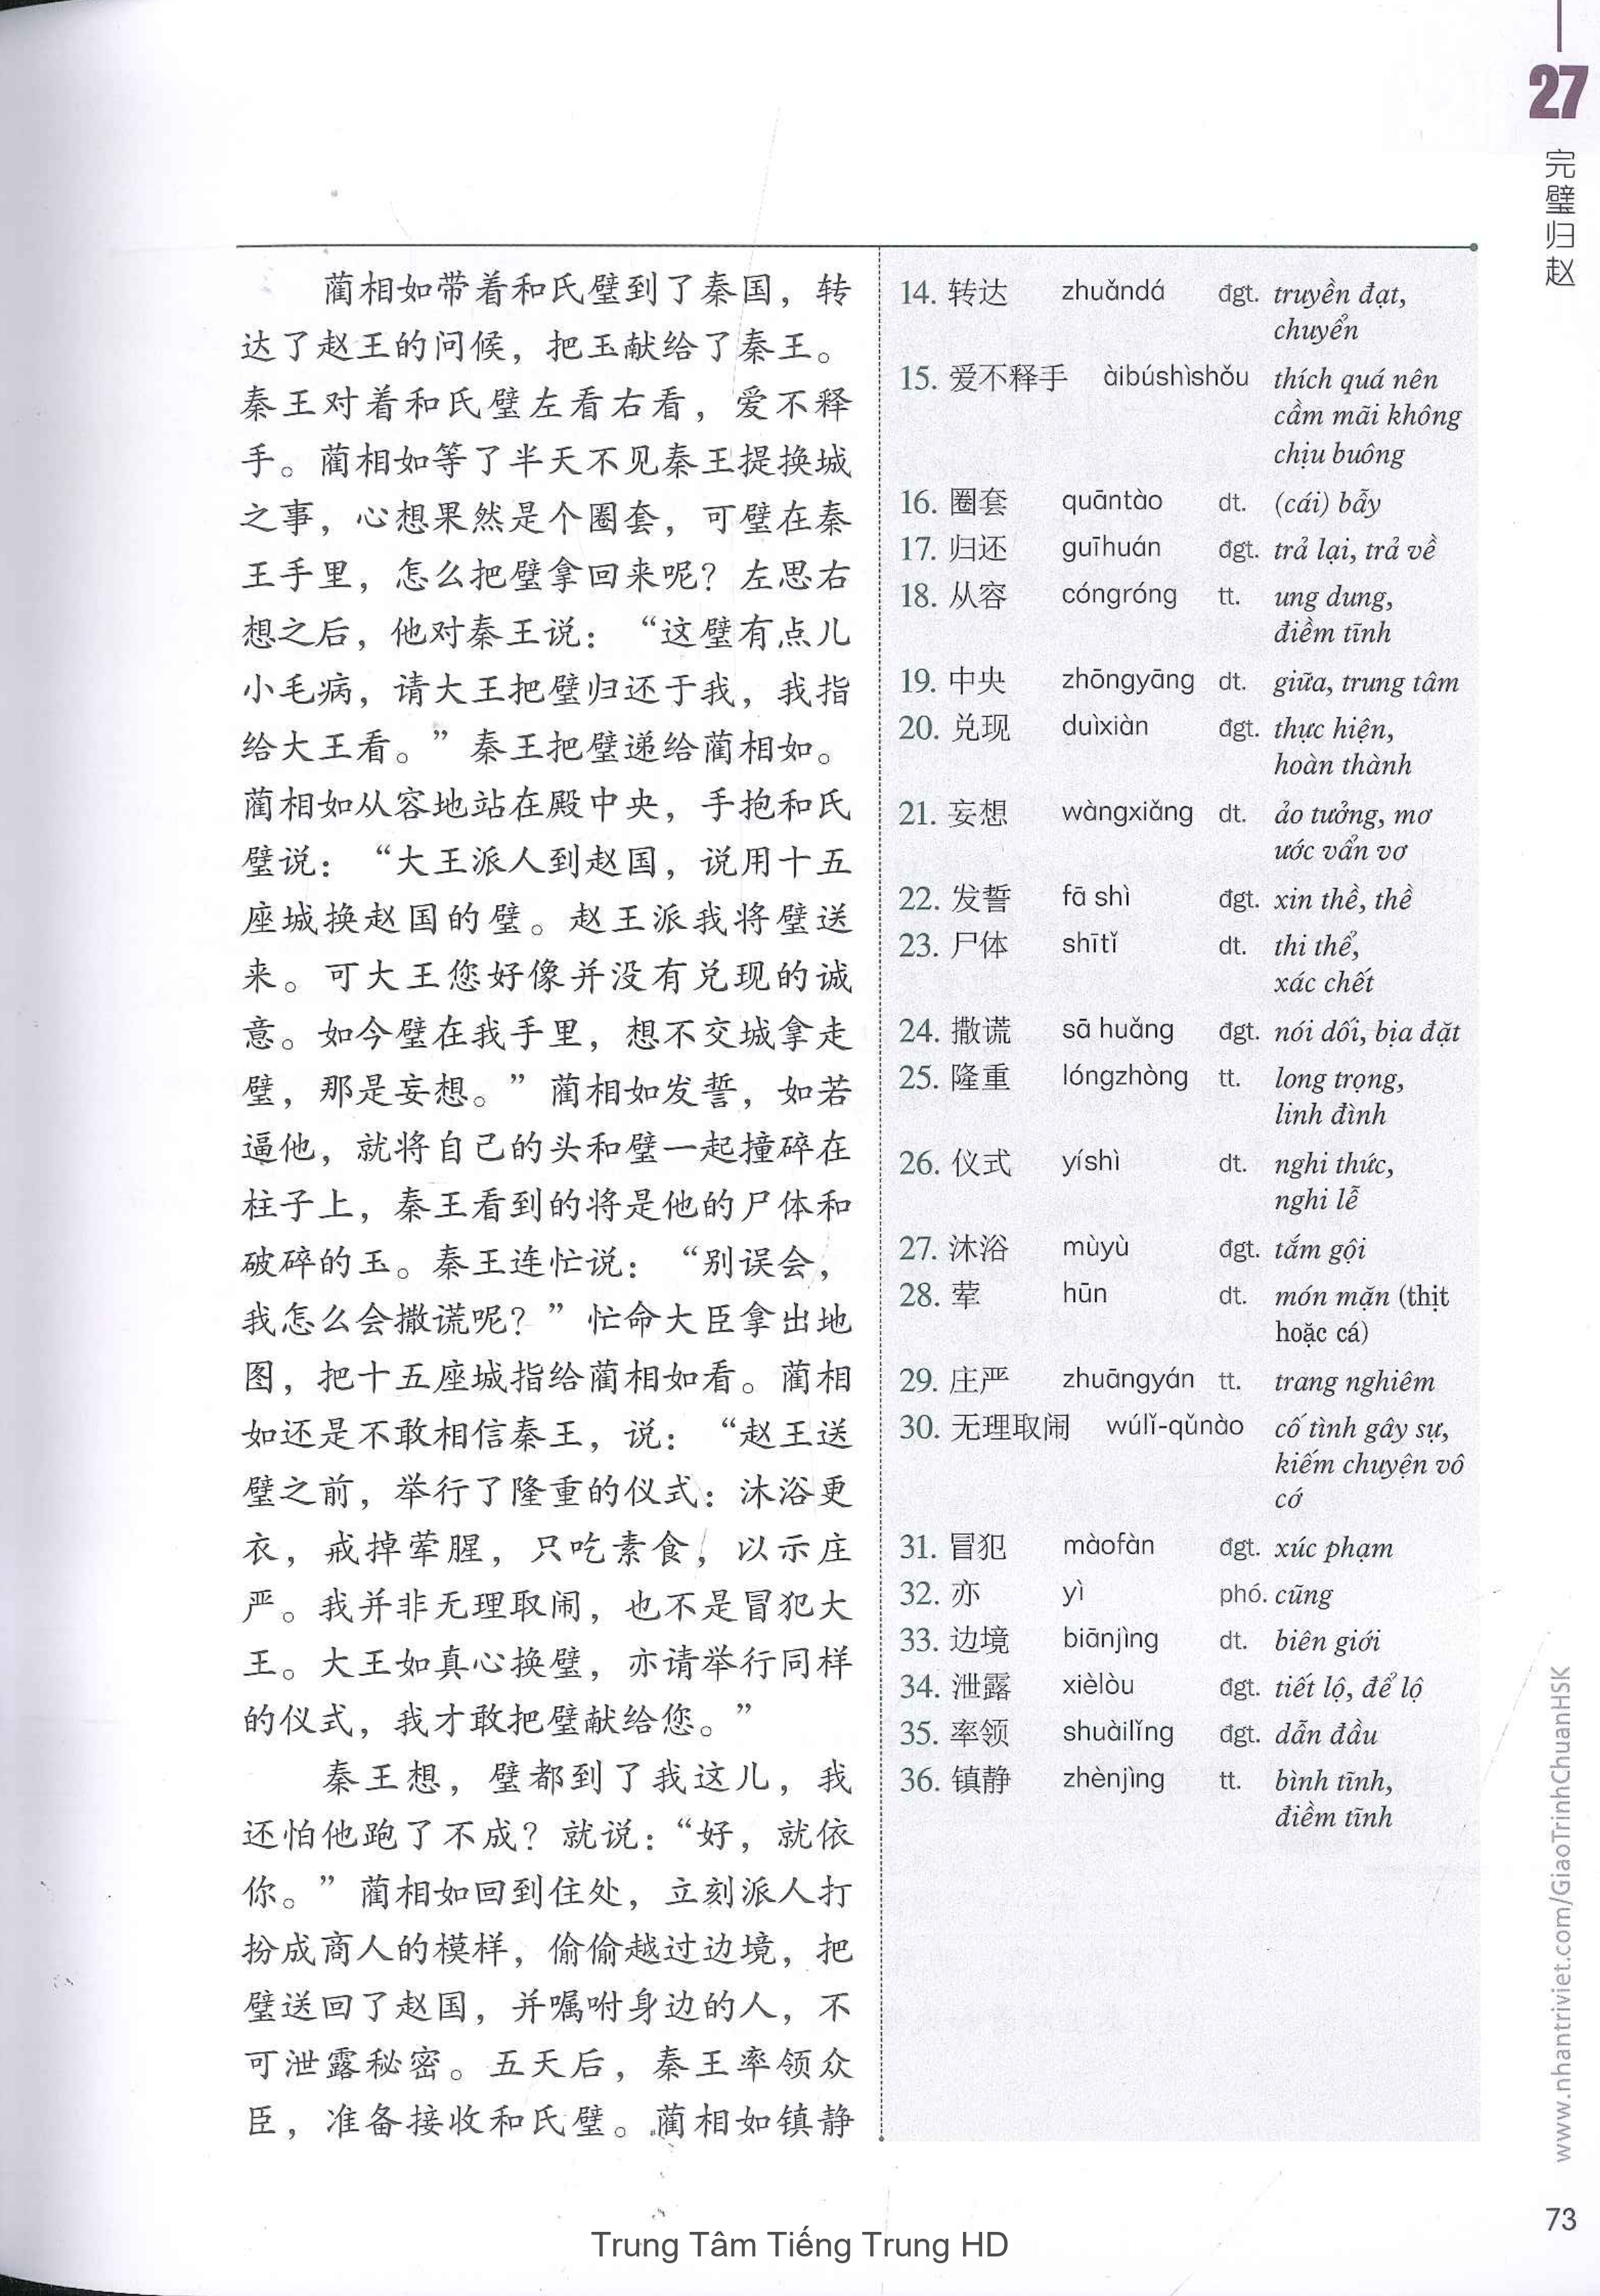 27
完璧归赵
蔺相如带着和氏璧到了秦国，转
达了赵王的问候，把玉献给了秦王。
秦王对着和氏璧左看右看，爱不释
手。蔺相如等了半天不见秦王提换城
之事，心想果然是个圈套，可璧在秦
王手里，怎么把璧拿回来呢？左思右
想之后，他对秦王说：“这璧有点儿
小毛病，请大王把璧归还于我，我指
给大王看。”秦王把璧递给蔺相如。
蔺相如从容地站在殿中央，手抱和氏
璧说：“大王派人到赵国，说用十五
座城换赵国的璧。赵王派我将璧送
来。可大王您好像并没有兑现的诚
意。如今璧在我手里，想不交城拿走
璧，那是妄想。”蔺相如发誓，如若
逼他，就将自己的头和璧一起撞碎在
柱子上，秦王看到的将是他的尸体和
破碎的玉。秦王连忙说：“别误会，
我怎么会撒谎呢？”忙命大臣拿出地
图，把十五座城指给蔺相如看。蔺相
如还是不敢相信秦王，说：“赵王送
璧之前，举行了隆重的仪式：沐浴更
衣，戒掉荤腥，只吃素食，以示庄
严。我并非无理取闹，也不是冒犯大
王。大王如真心换璧，亦请举行同样
的仪式，我才敢把璧献给您。”
秦王想，璧都到了我这儿，我
还怕他跑了不成？就说：“好，就依
你。”蔺相如回到住处，立刻派人打
扮成商人的模样，偷偷越过边境，把
璧送回了赵国，并嘱咐身边的人，不
可泄露秘密。五天后，秦王率领众
臣，准备接收和氏璧。蔺相如镇静
14. 转达 zhuǎndá đgt. truyền đạt,
chuyển
15. 爱不释手 àibúshìshǒu thích quá nên
cầm mãi không
chịu buông
16. 圈套 quāntào dt. (cái) bẫy
17. 归还 guīhuán đgt. trả lại, trả về
18. 从容 cóngróng tt. ung dung,
điềm tĩnh
19. 中央 zhōngyāng dt. giữa, trung tâm
20. 兑现 duìxiàn đgt. thực hiện,
hoàn thành
21. 妄想 wàngxiǎng dt. ảo tưởng, mơ
ước vẩn vơ
22. 发誓 fā shì đgt. xin thề, thề
23. 尸体 shītǐ dt. thi thể,
xác chết
24. 撒谎 sā huǎng đgt. nói dối, bịa đặt
25. 隆重 lóngzhòng tt. long trọng,
linh đình
26. 仪式 yíshì dt. nghi thức,
nghi lễ
27. 沐浴 mùyù đgt. tắm gội
28. 荤 hūn dt. món mặn (thịt
hoặc cá)
29. 庄严 zhuāngyán tt. trang nghiêm
30. 无理取闹 wúlǐ-qǔnào cố tình gây sự,
kiếm chuyện vô
cớ
31. 冒犯 màofàn đgt. xúc phạm
32. 亦 yì phó. cũng
33. 边境 biānjìng dt. biên giới
34. 泄露 xièlòu đgt. tiết lộ, để lộ
35. 率领 shuàilǐng đgt. dẫn đầu
36. 镇静 zhènjìng tt. bình tĩnh,
điềm tĩnh
www.nhantriviet.com/GiaoTrinhChuanHSK
73
Trung Tâm Tiếng Trung HD